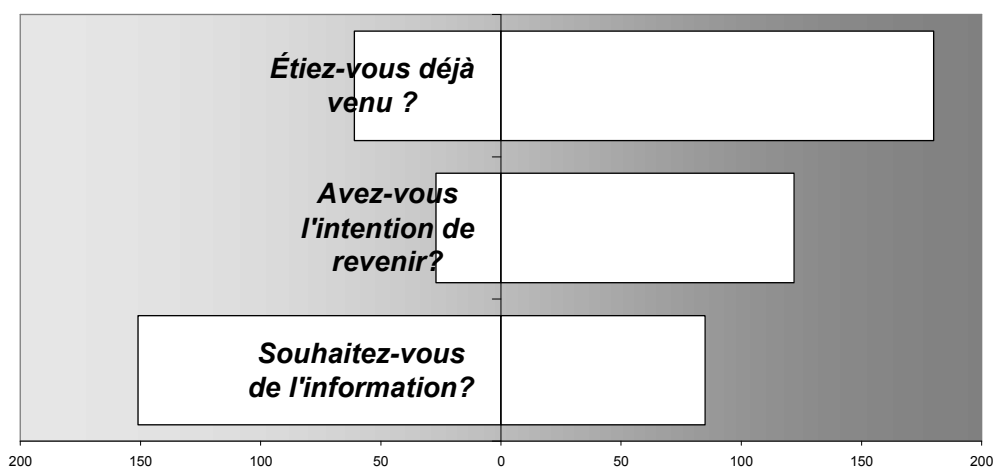 Étiez-vous déjà
venu ?
Avez-vous
l'intention de
revenir?
Souhaitez-vous
de l'information?
200 150 100 50 0 50 100 150 200